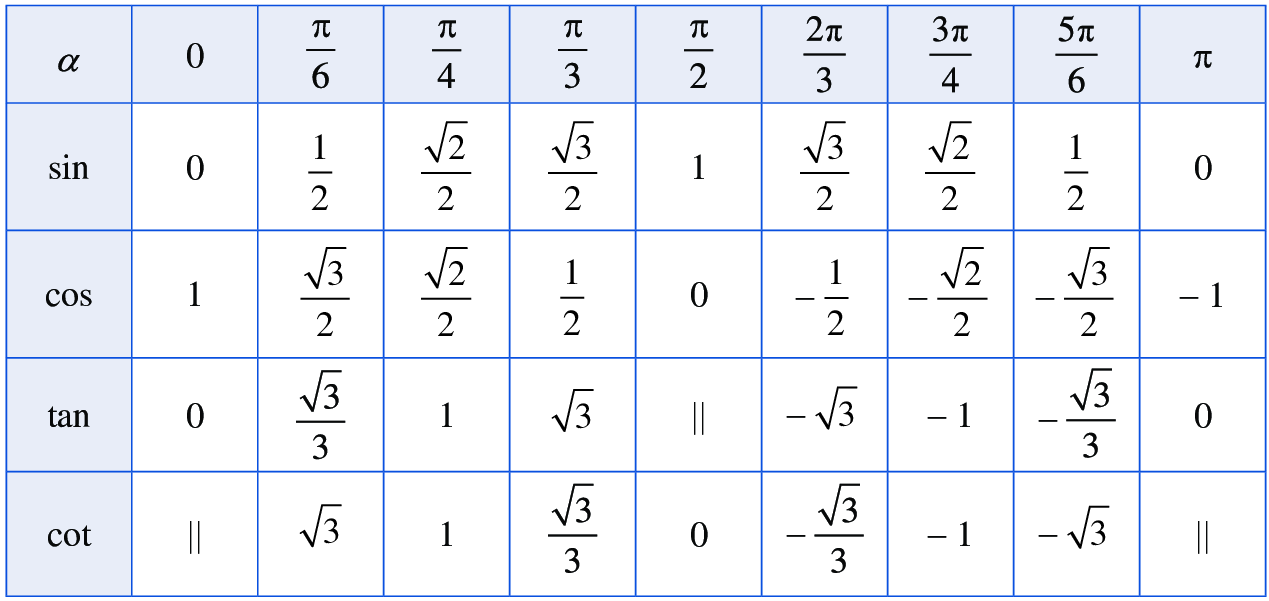 α 0 π/6 π/4 π/3 π/2 2π/3 3π/4 5π/6 π
sin 0 1/2 √2/2 √3/2 1 √3/2 √2/2 1/2 0
cos 1 √3/2 √2/2 1/2 0 −1/2 −√2/2 −√3/2 −1
tan 0 √3/3 1 √3 || −√3 −1 −√3/3 0
cot || √3 1 √3/3 0 −√3/3 −1 −√3 ||